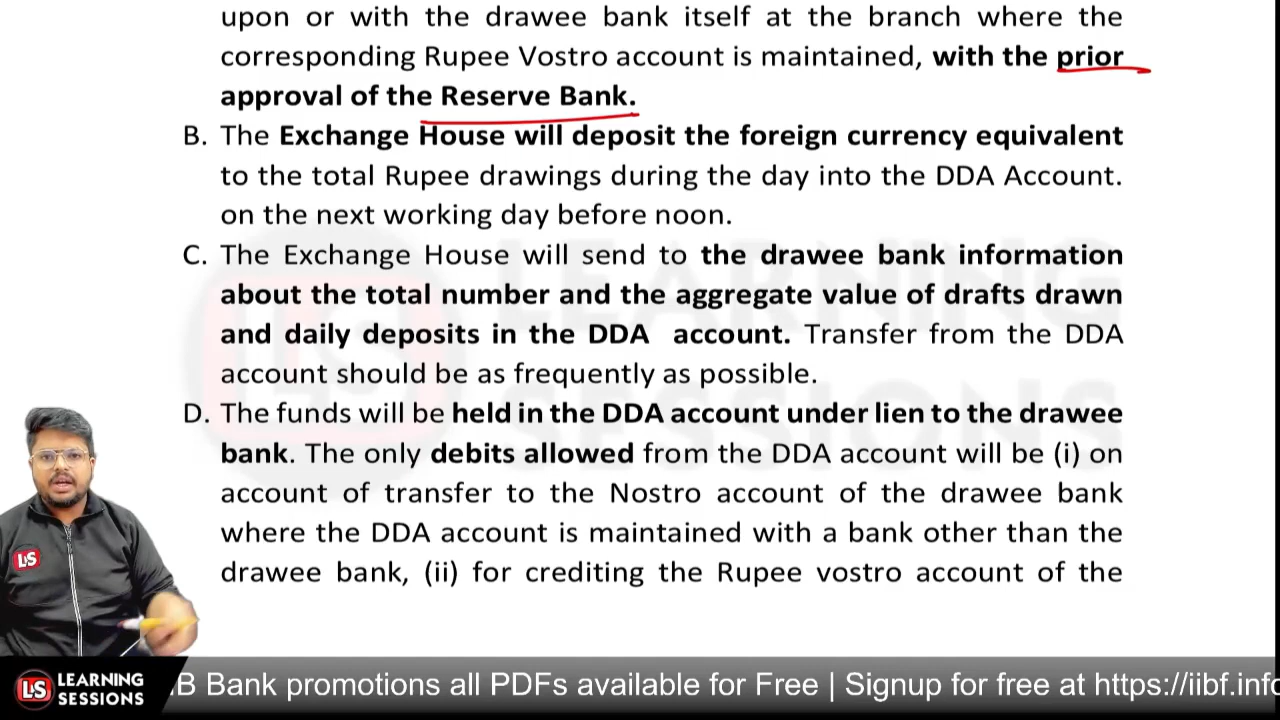 upon or with the drawee bank itself at the branch where the
corresponding Rupee Vostro account is maintained, with the prior
approval of the Reserve Bank.
B. The Exchange House will deposit the foreign currency equivalent
to the total Rupee drawings during the day into the DDA Account.
on the next working day before noon.
C. The Exchange House will send to the drawee bank information
about the total number and the aggregate value of drafts drawn
and daily deposits in the DDA account. Transfer from the DDA
account should be as frequently as possible.
D. The funds will be held in the DDA account under lien to the drawee
bank. The only debits allowed from the DDA account will be (i) on
account of transfer to the Nostro account of the drawee bank
where the DDA account is maintained with a bank other than the
drawee bank, (ii) for crediting the Rupee vostro account of the
LEARNING
SESSIONS
LS
LS
LEARNING
SESSIONS
B Bank promotions all PDFs available for Free | Signup for free at https://iibf.info